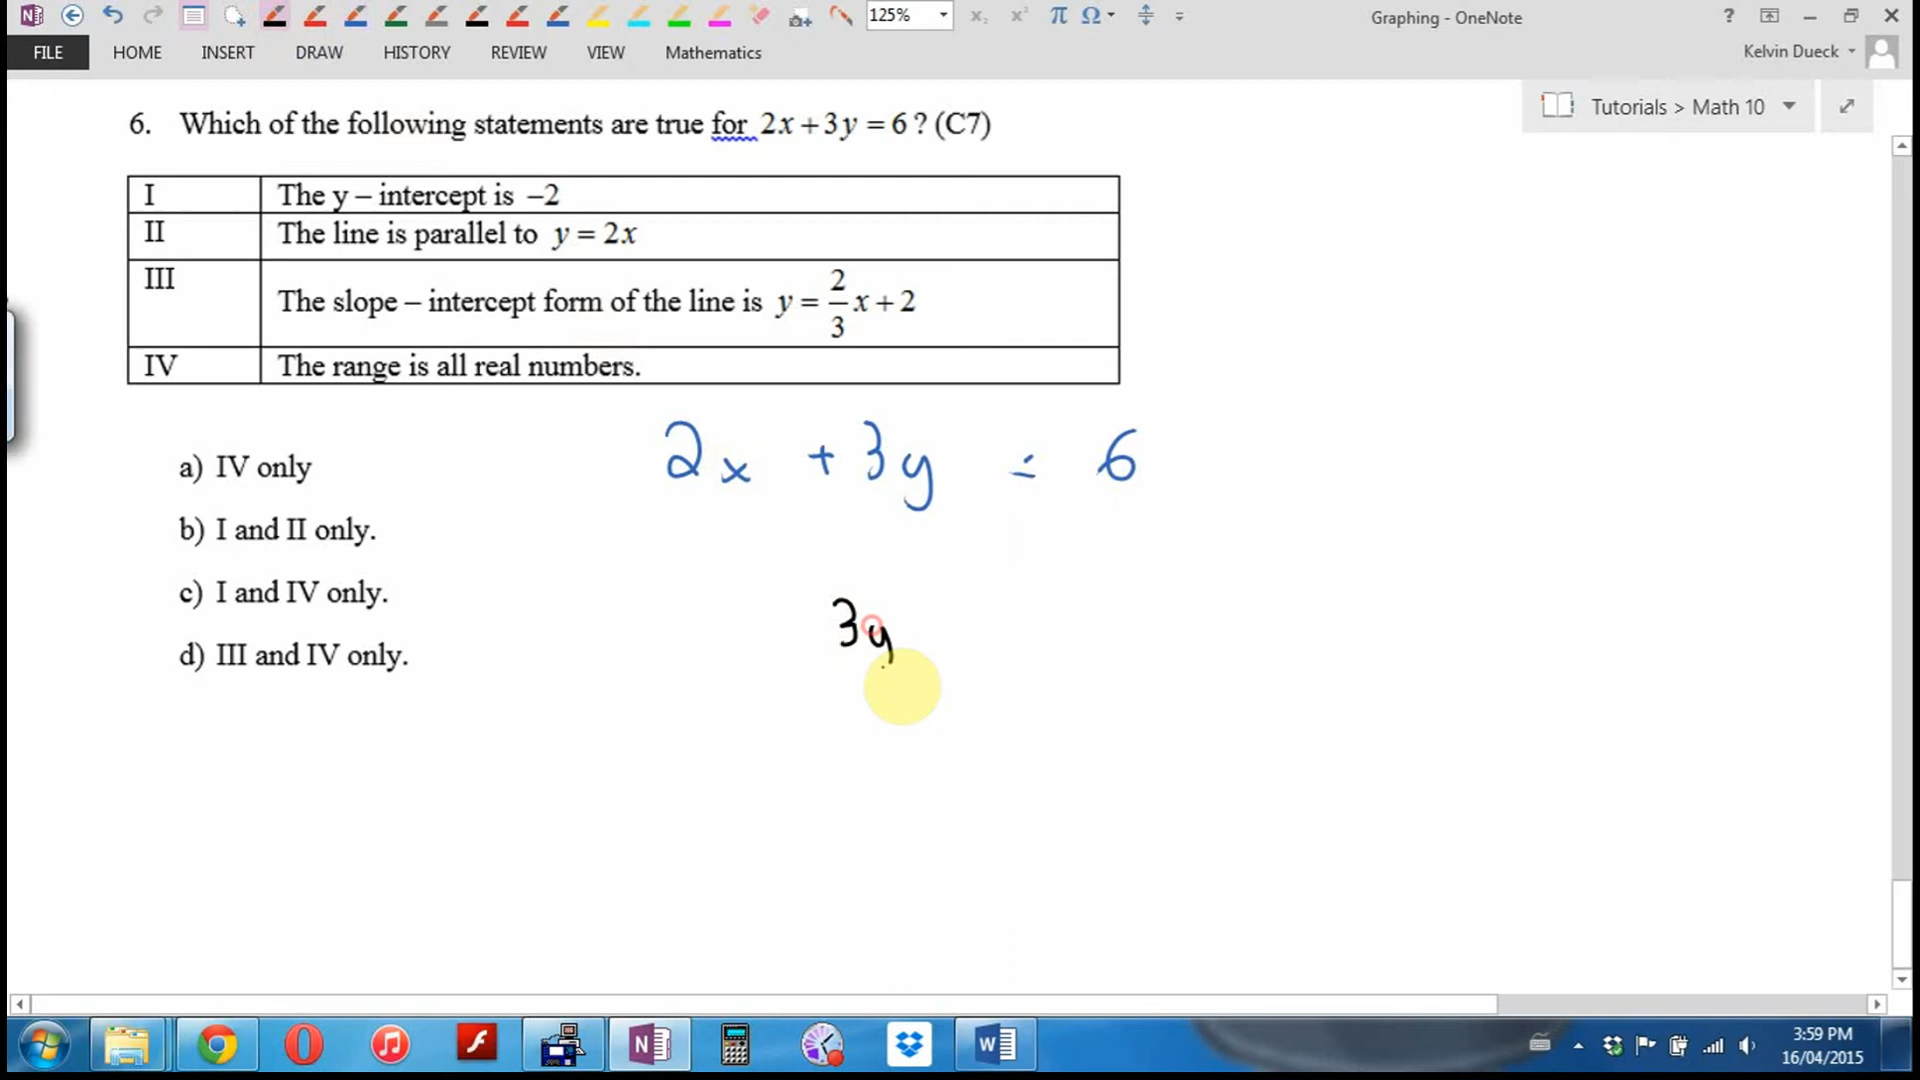 125%
x₂ x² π Ω
Graphing - OneNote
?
FILE HOME INSERT DRAW HISTORY REVIEW VIEW Mathematics
Kelvin Dueck
Tutorials > Math 10
6. Which of the following statements are true for 2x + 3y = 6 ? (C7)
I The y – intercept is –2
II The line is parallel to y = 2x
III The slope – intercept form of the line is y = 2/3 x + 2
IV The range is all real numbers.
2x + 3y = 6
a) IV only
b) I and II only.
c) I and IV only.
d) III and IV only.
3y
N
W
3:59 PM
16/04/2015